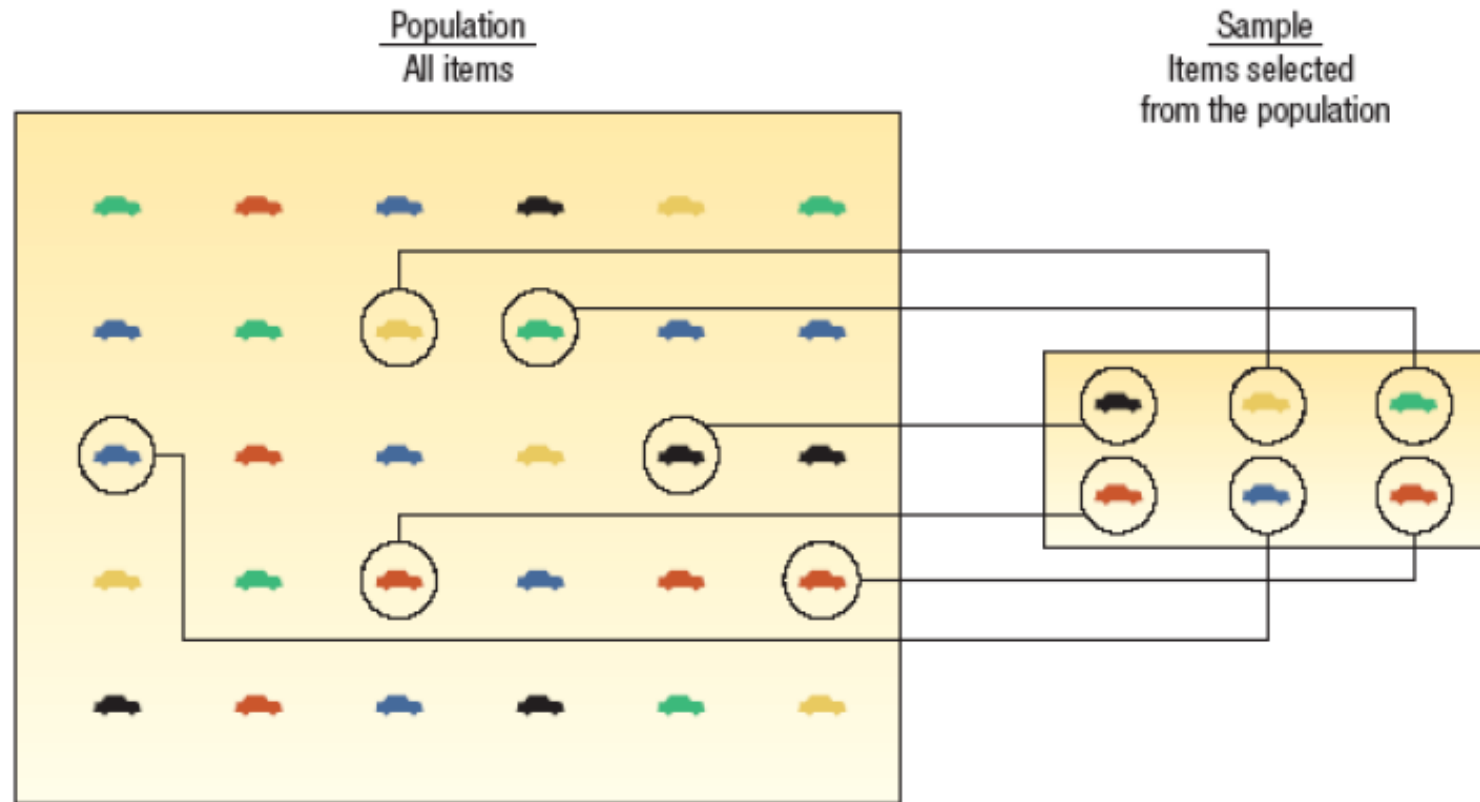 Population
All items
Sample
Items selected
from the population